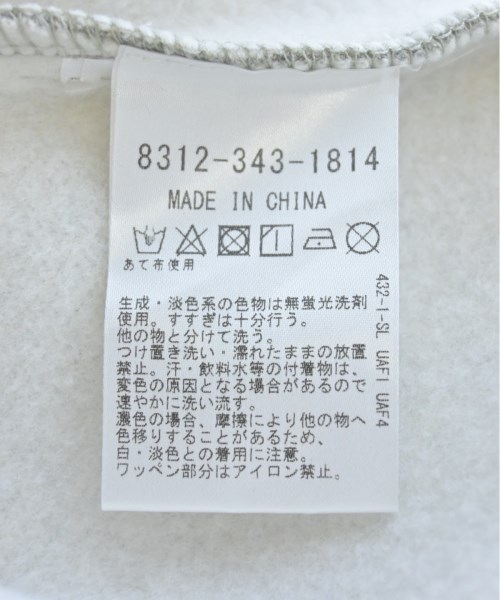 8312-343-1814
MADE IN CHINA
あて布使用
生成・淡色系の色物は無蛍光洗剤
使用。すすぎは十分行う。
他の物と分けて洗う。
つけ置き洗い・濡れたままの放置
禁止。汗・飲料水等の付着物は、
変色の原因となる場合があるので
速やかに洗い流す。
濃色の場合、摩擦により他の物へ
色移りすることがあるため、
白・淡色との着用に注意。
ワッペン部分はアイロン禁止。
432-1-SL UAF1 UAF4